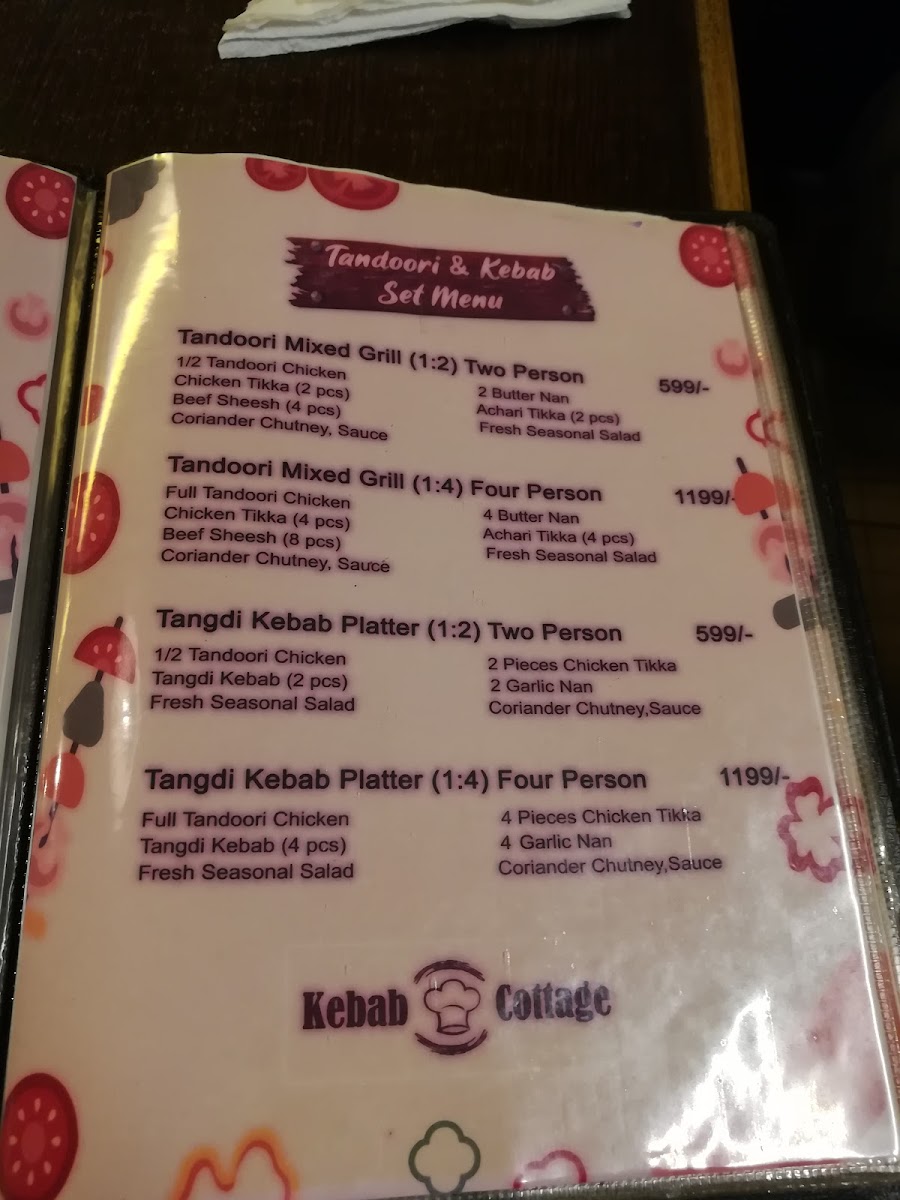 Tandoori & Kebab
Set Menu
Tandoori Mixed Grill (1:2) Two Person 599/-
1/2 Tandoori Chicken
Chicken Tikka (2 pcs)
Beef Sheesh (4 pcs)
Coriander Chutney, Sauce
2 Butter Nan
Achari Tikka (2 pcs)
Fresh Seasonal Salad
Tandoori Mixed Grill (1:4) Four Person 1199/-
Full Tandoori Chicken
Chicken Tikka (4 pcs)
Beef Sheesh (8 pcs)
Coriander Chutney, Sauce
4 Butter Nan
Achari Tikka (4 pcs)
Fresh Seasonal Salad
Tangdi Kebab Platter (1:2) Two Person 599/-
1/2 Tandoori Chicken
Tangdi Kebab (2 pcs)
Fresh Seasonal Salad
2 Pieces Chicken Tikka
2 Garlic Nan
Coriander Chutney,Sauce
Tangdi Kebab Platter (1:4) Four Person 1199/-
Full Tandoori Chicken
Tangdi Kebab (4 pcs)
Fresh Seasonal Salad
4 Pieces Chicken Tikka
4 Garlic Nan
Coriander Chutney,Sauce
Kebab Cottage